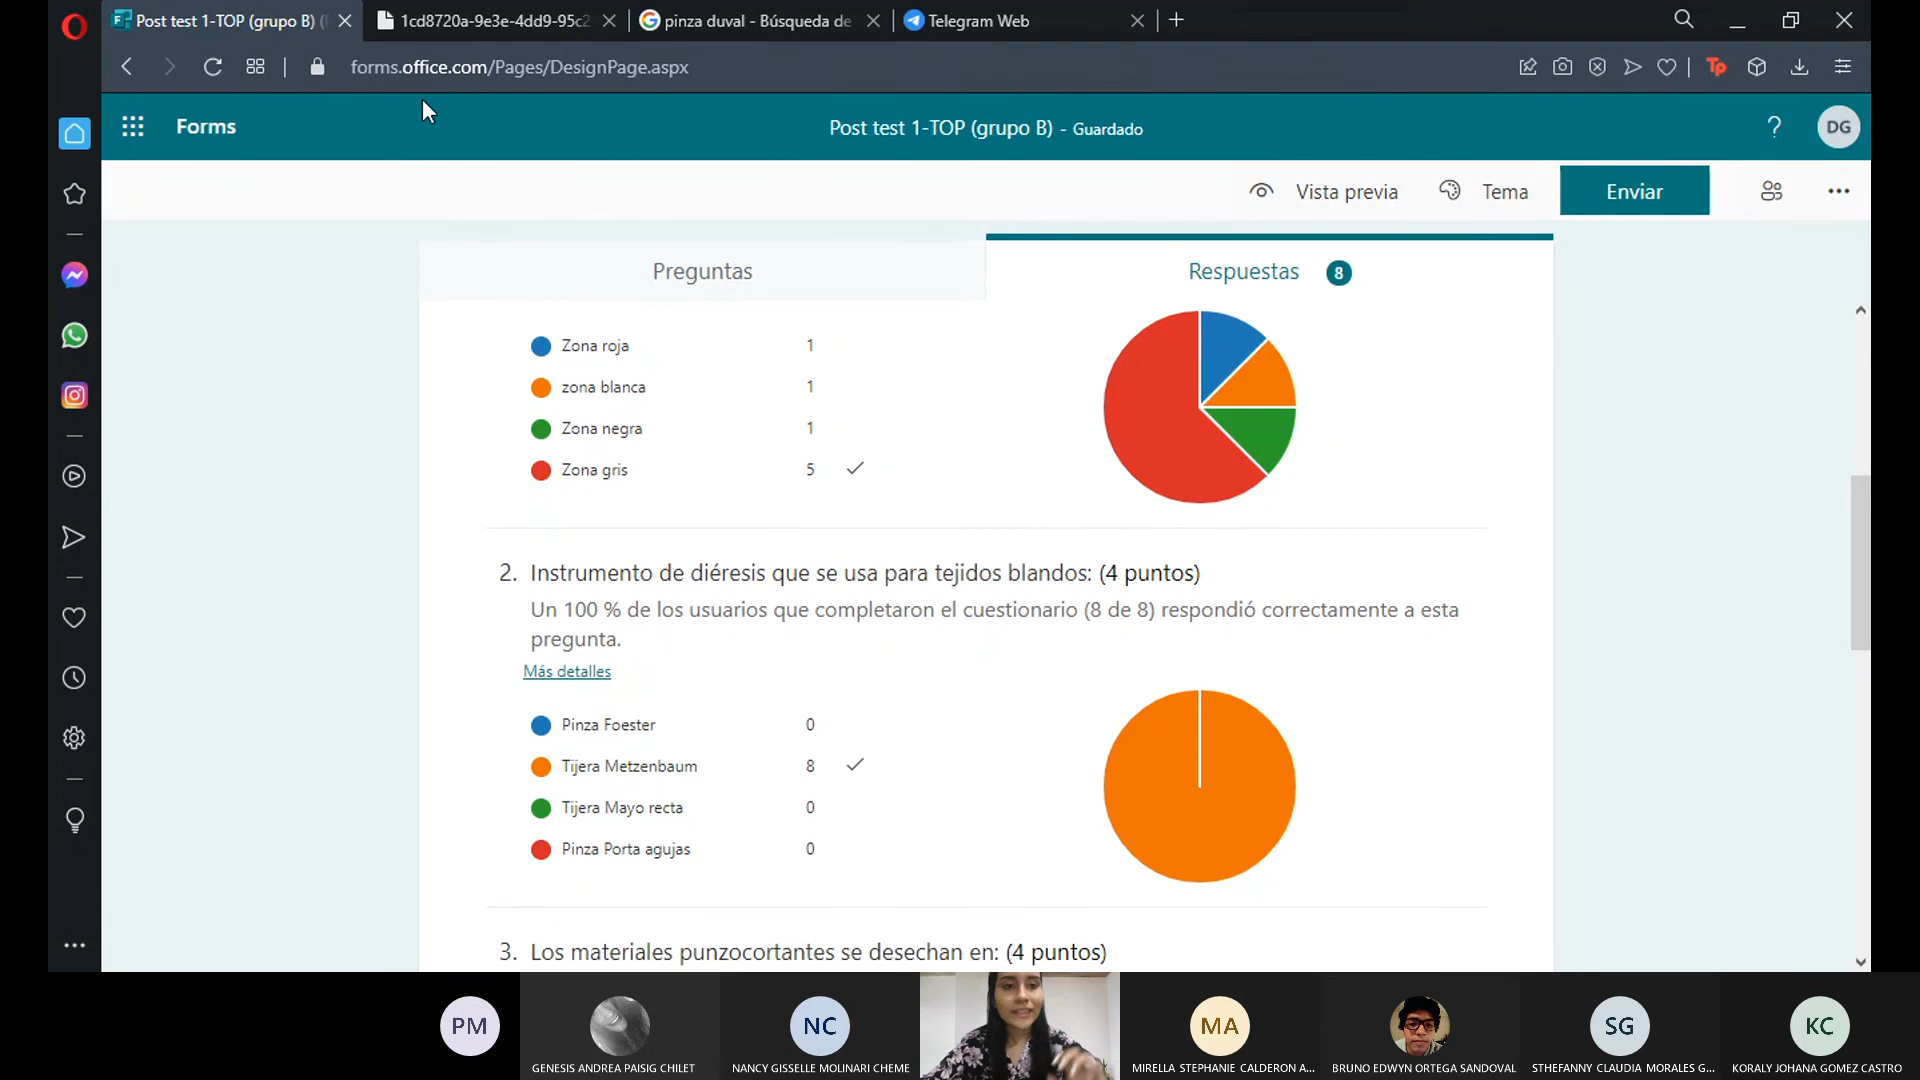 Post test 1-TOP (grupo B) (
1cd8720a-9e3e-4dd9-95c2
pinza duval - Búsqueda de
Telegram Web
forms.office.com/Pages/DesignPage.aspx
Tp
Forms
Post test 1-TOP (grupo B) - Guardado
?
DG
Vista previa
Tema
Enviar
Preguntas
Respuestas 8
Zona roja 1
zona blanca 1
Zona negra 1
Zona gris 5
2. Instrumento de diéresis que se usa para tejidos blandos: (4 puntos)
Un 100 % de los usuarios que completaron el cuestionario (8 de 8) respondió correctamente a esta
pregunta.
Más detalles
Pinza Foester 0
Tijera Metzenbaum 8
Tijera Mayo recta 0
Pinza Porta agujas 0
3. Los materiales punzocortantes se desechan en: (4 puntos)
PM
NC
MA
SG
KC
GENESIS ANDREA PAISIG CHILET
NANCY GISSELLE MOLINARI CHEME
MIRELLA STEPHANIE CALDERON A...
BRUNO EDWYN ORTEGA SANDOVAL
STHEFANNY CLAUDIA MORALES G...
KORALY JOHANA GOMEZ CASTRO